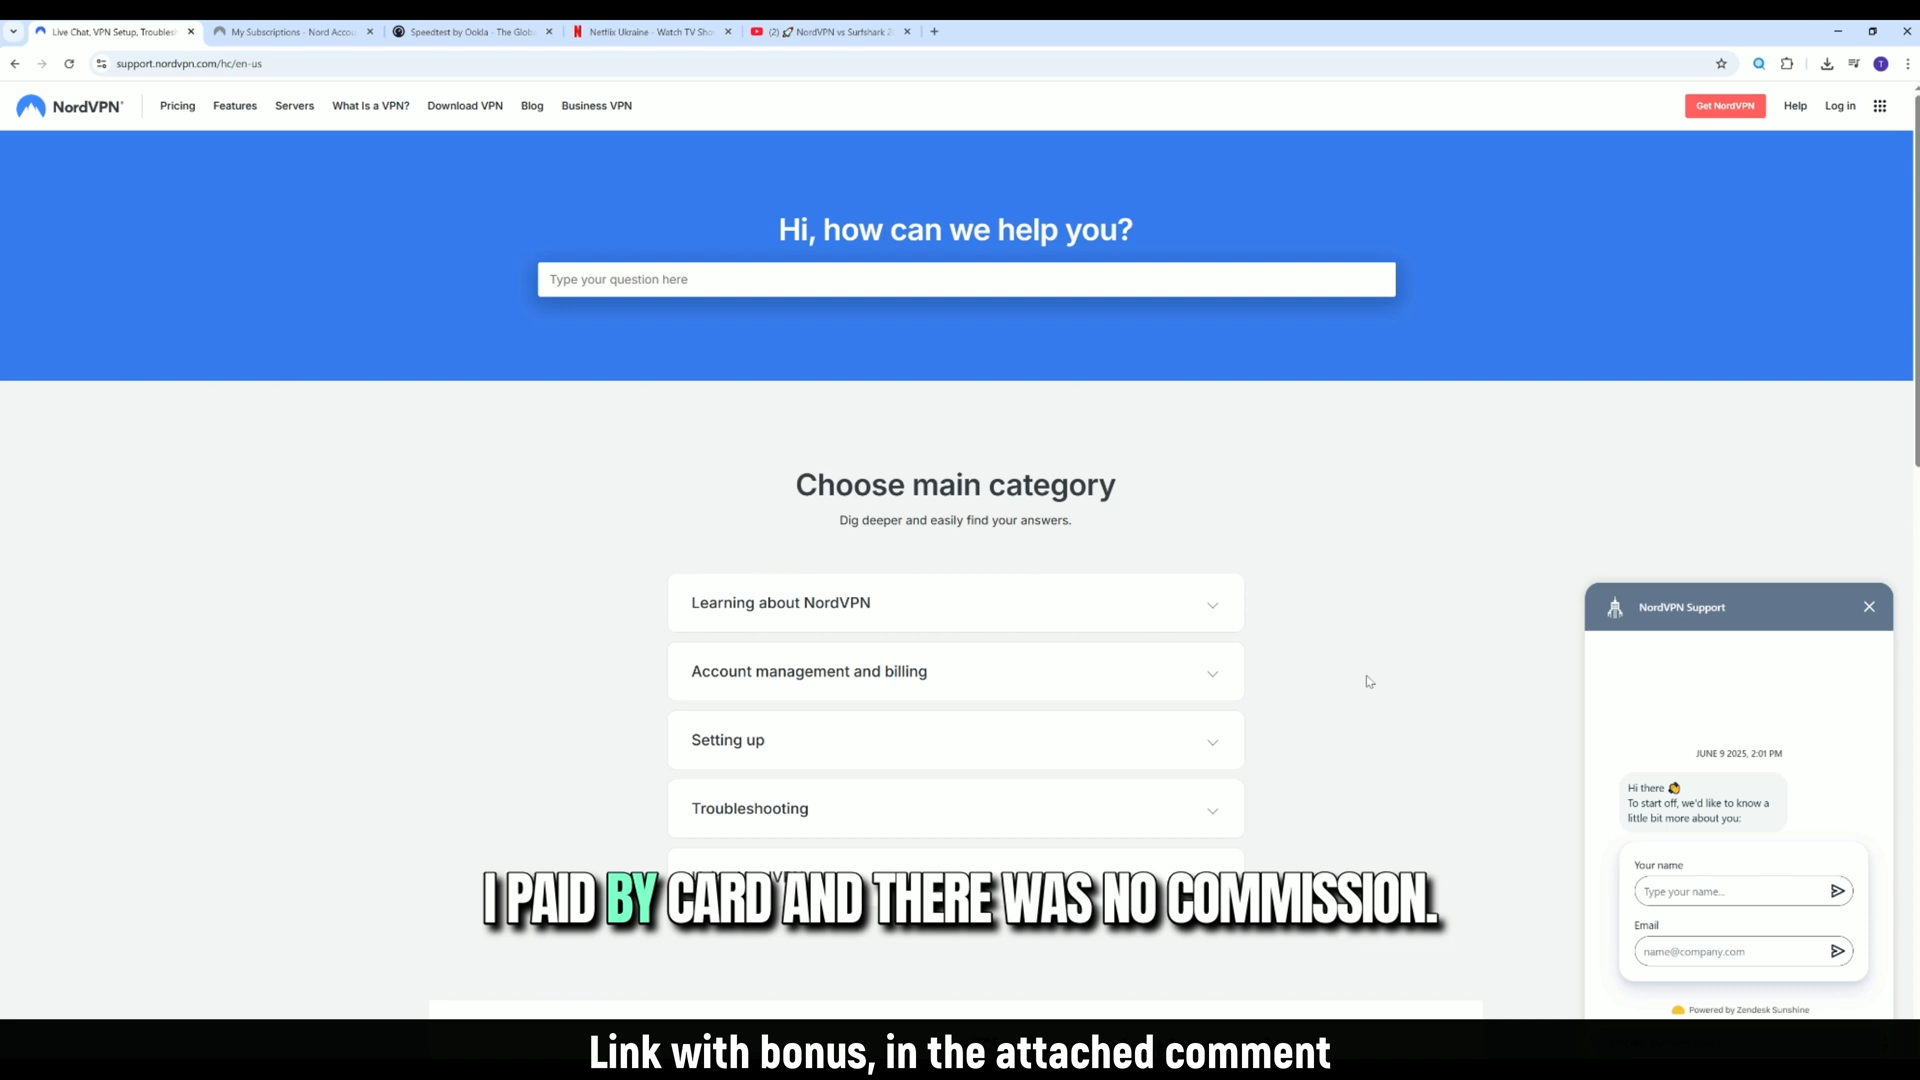 Live Chat, VPN Setup, Troublesh
My Subscriptions - Nord Accou
Speedtest by Ookla - The Globa
Netflix Ukraine - Watch TV Sho
(2) 🚀 NordVPN vs Surfshark 2
support.nordvpn.com/hc/en-us
T
NordVPN®
Pricing
Features
Servers
What Is a VPN?
Download VPN
Blog
Business VPN
Get NordVPN
Help
Log in
Hi, how can we help you?
Type your question here
Choose main category
Dig deeper and easily find your answers.
Learning about NordVPN
Account management and billing
Setting up
Troubleshooting
I PAID BY CARD AND THERE WAS NO COMMISSION.
NordVPN Support
JUNE 9 2025, 2:01 PM
Hi there 👋
To start off, we'd like to know a
little bit more about you:
Your name
Type your name...
Email
name@company.com
Powered by Zendesk Sunshine
Link with bonus, in the attached comment